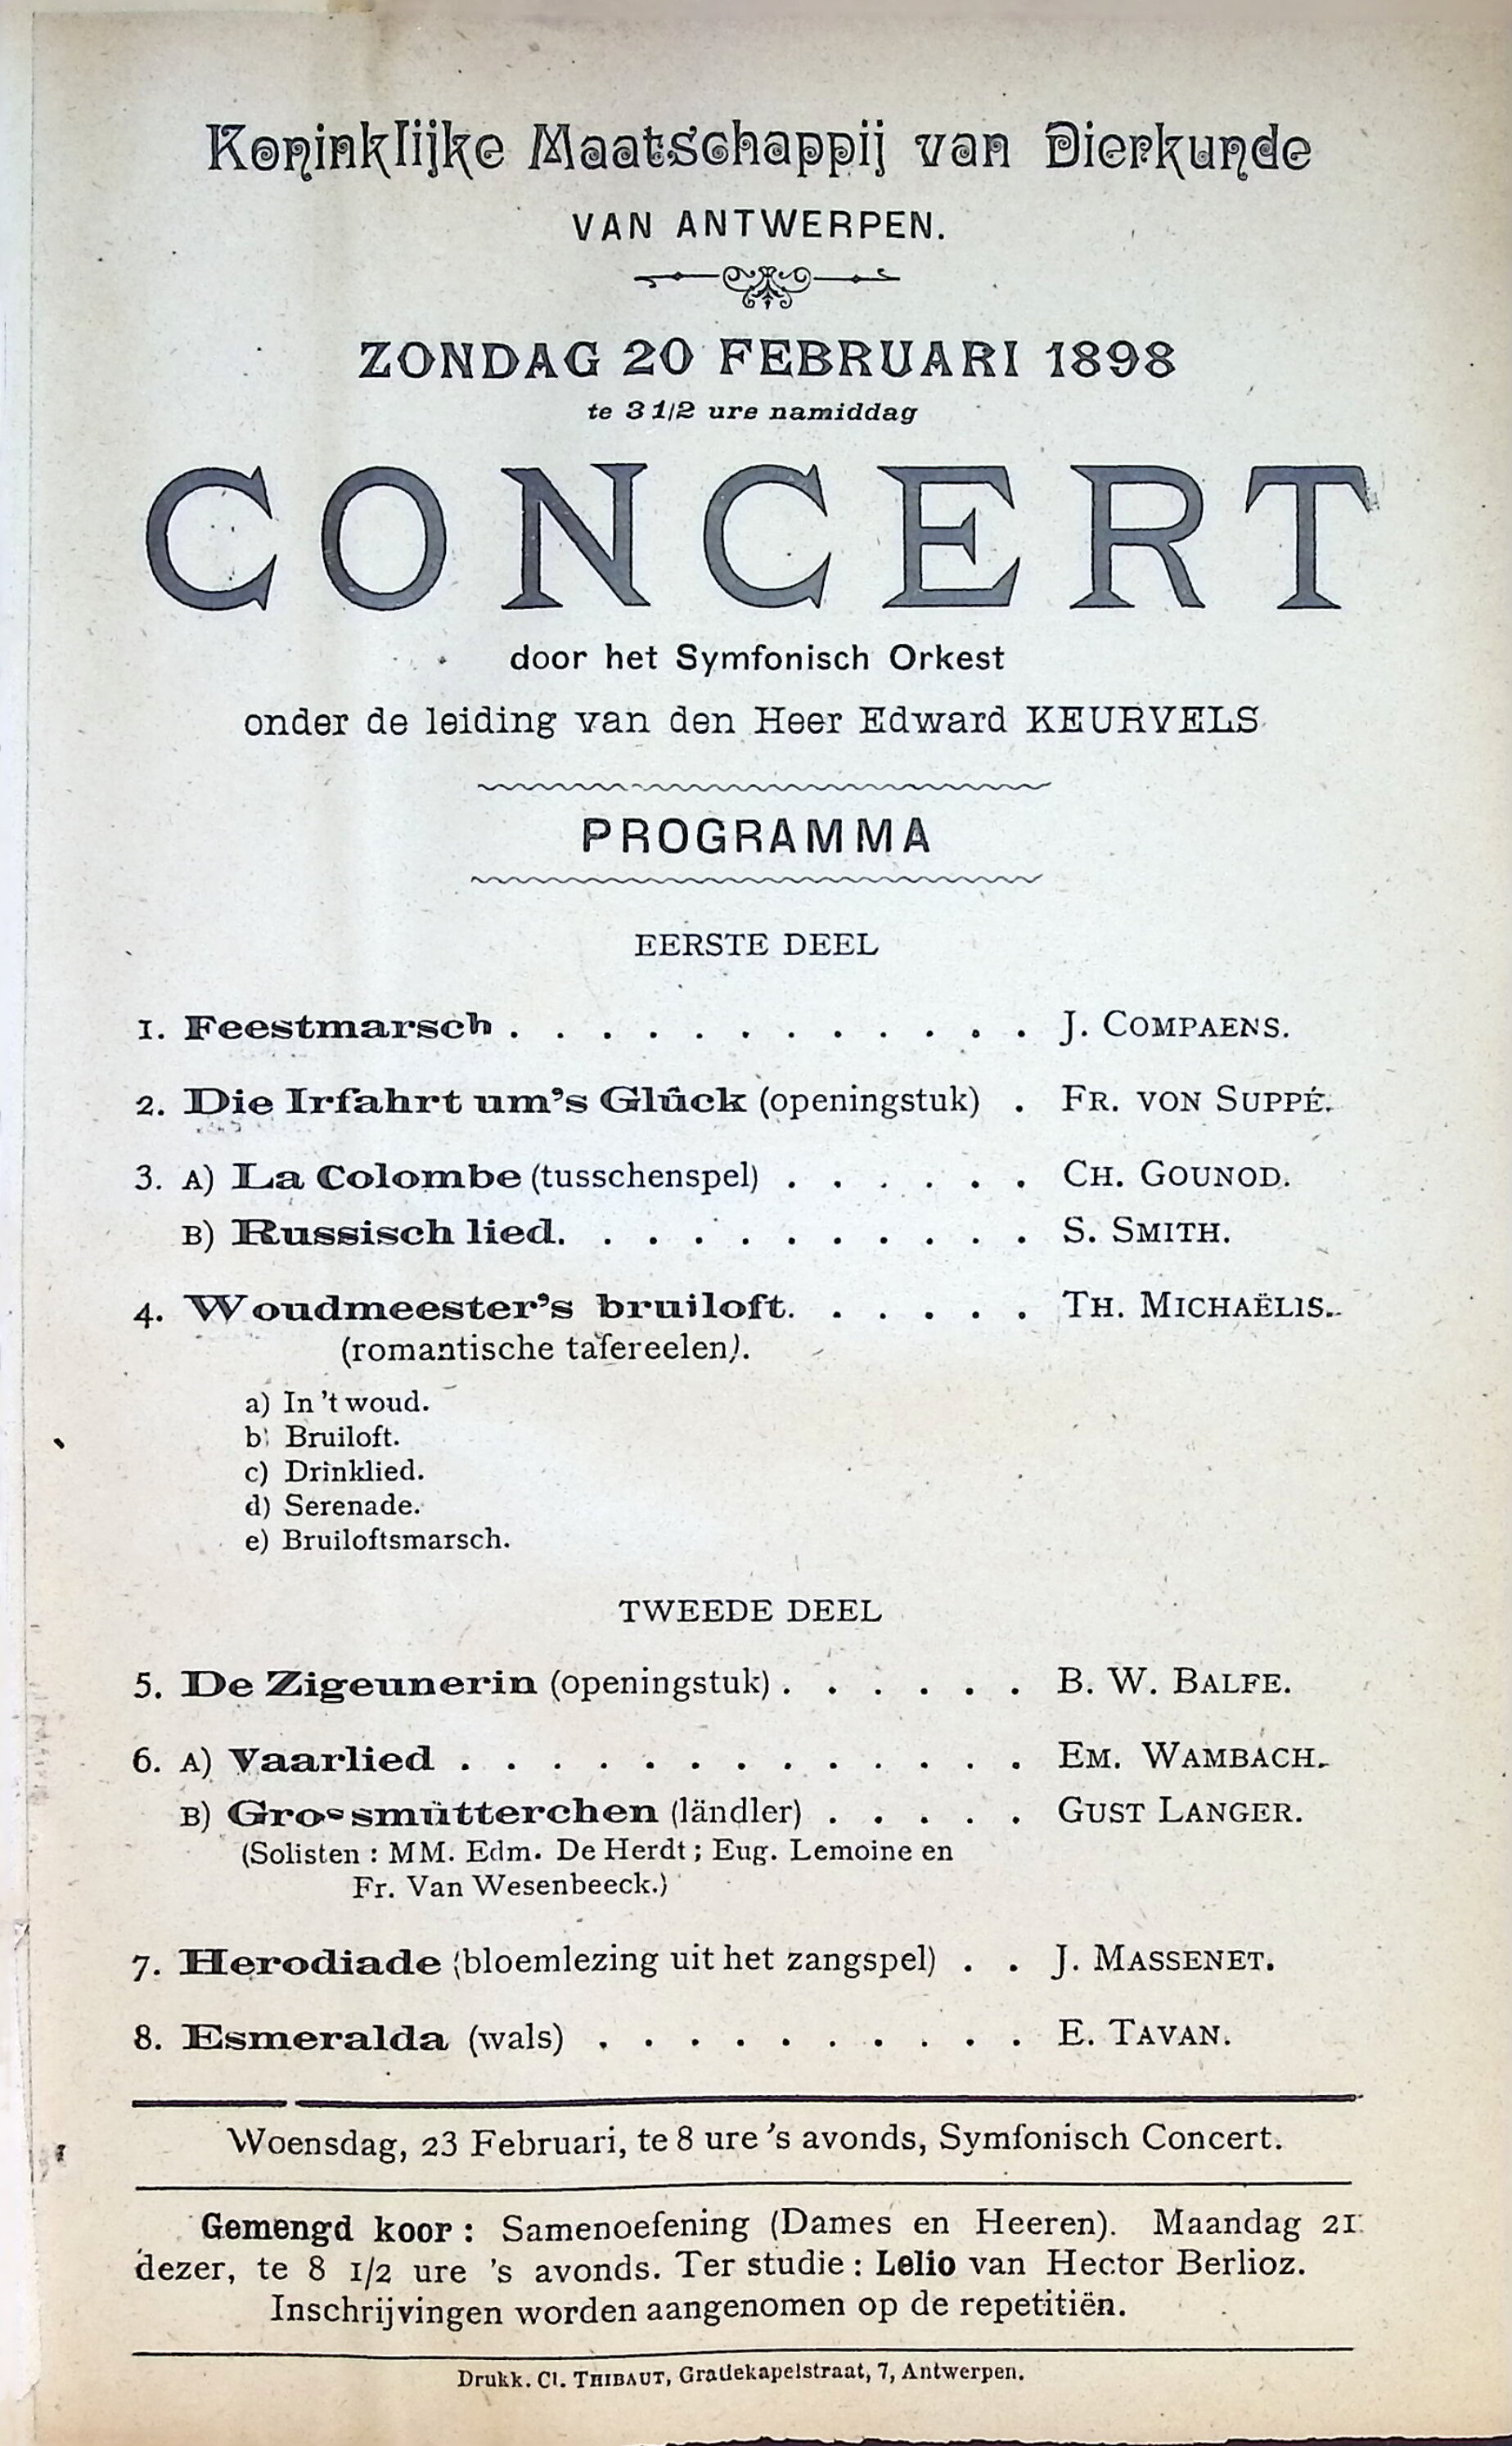 Koninklijke Maatschappij van Dierkunde
VAN ANTWERPEN.
ZONDAG 20 FEBRUARI 1898
te 3 1/2 ure namiddag
CONCERT
door het Symfonisch Orkest
onder de leiding van den Heer Edward KEURVELS
PROGRAMMA
EERSTE DEEL
1. Feestmarsch . . . . . . . . . . . . J. COMPAENS.
2. Die Irfahrt um's Glück (openingstuk) . FR. VON SUPPÉ.
3. A) La Colombe (tusschenspel) . . . . . . CH. GOUNOD.
B) Russisch lied. . . . . . . . . . . S. SMITH.
4. Woudmeester's bruiloft. . . . . . TH. MICHAËLIS.
(romantische tafereelen).
a) In 't woud.
b) Bruiloft.
c) Drinklied.
d) Serenade.
e) Bruiloftsmarsch.
TWEEDE DEEL
5. De Zigeunerin (openingstuk) . . . . . . B. W. BALFE.
6. A) Vaarlied . . . . . . . . . . . . . EM. WAMBACH.
B) Grossmütterchen (ländler) . . . . . GUST LANGER.
(Solisten : MM. Edm. De Herdt ; Eug. Lemoine en
Fr. Van Wesenbeeck.)
7. Herodiade (bloemlezing uit het zangspel) . . J. MASSENET.
8. Esmeralda (wals) . . . . . . . . . . E. TAVAN.
Woensdag, 23 Februari, te 8 ure 's avonds, Symfonisch Concert.
Gemengd koor : Samenoefening (Dames en Heeren). Maandag 21
dezer, te 8 1/2 ure 's avonds. Ter studie : Lelio van Hector Berlioz.
Inschrijvingen worden aangenomen op de repetitiën.
Drukk. Cl. THIBAUT, Gratiekapelstraat, 7, Antwerpen.